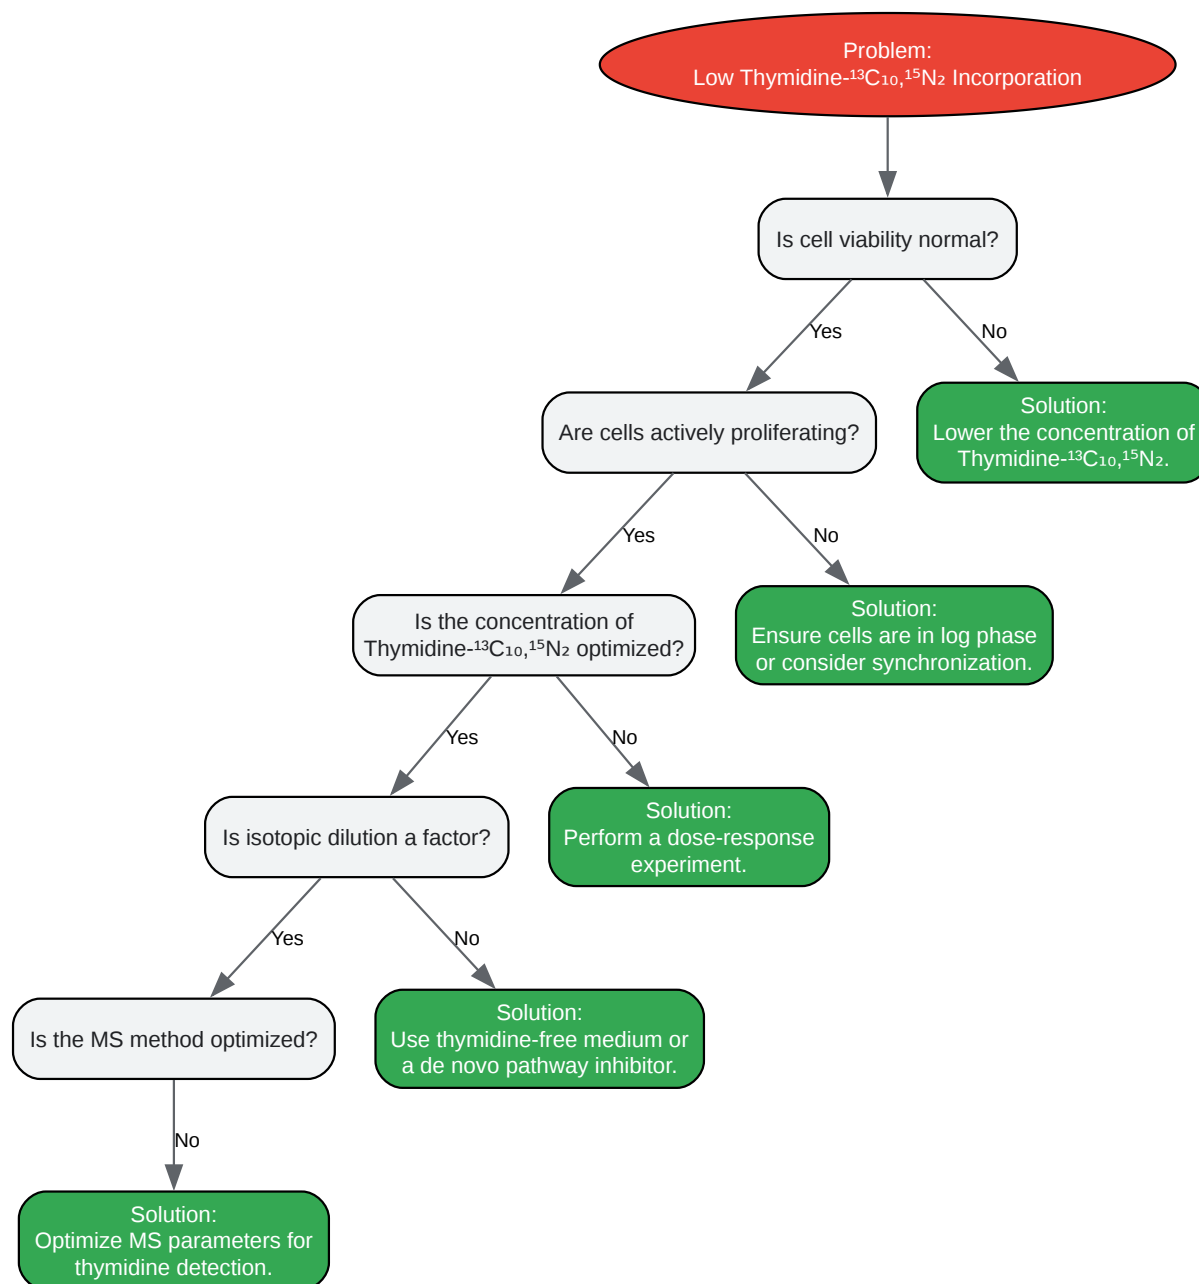 Problem:
Low Thymidine-¹³C₁₀,¹⁵N₂ Incorporation
Is cell viability normal?
Yes
No
Are cells actively proliferating?
Solution:
Lower the concentration of
Thymidine-¹³C₁₀,¹⁵N₂.
Yes
No
Is the concentration of
Thymidine-¹³C₁₀,¹⁵N₂ optimized?
Solution:
Ensure cells are in log phase
or consider synchronization.
Yes
No
Is isotopic dilution a factor?
Solution:
Perform a dose-response
experiment.
Yes
No
Is the MS method optimized?
Solution:
Use thymidine-free medium or
a de novo pathway inhibitor.
No
Solution:
Optimize MS parameters for
thymidine detection.